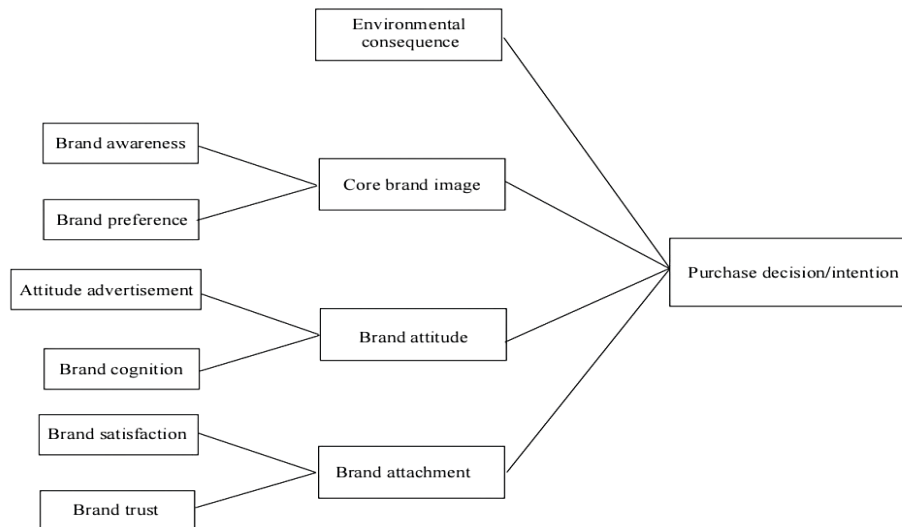 Environmental
consequence
Brand awareness
Core brand image
Brand preference
Purchase decision/intention
Attitude advertisement
Brand attitude
Brand cognition
Brand satisfaction
Brand attachment
Brand trust